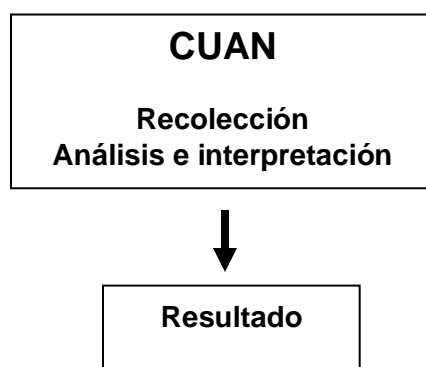 CUAN
Recolección
Análisis e interpretación
Resultado